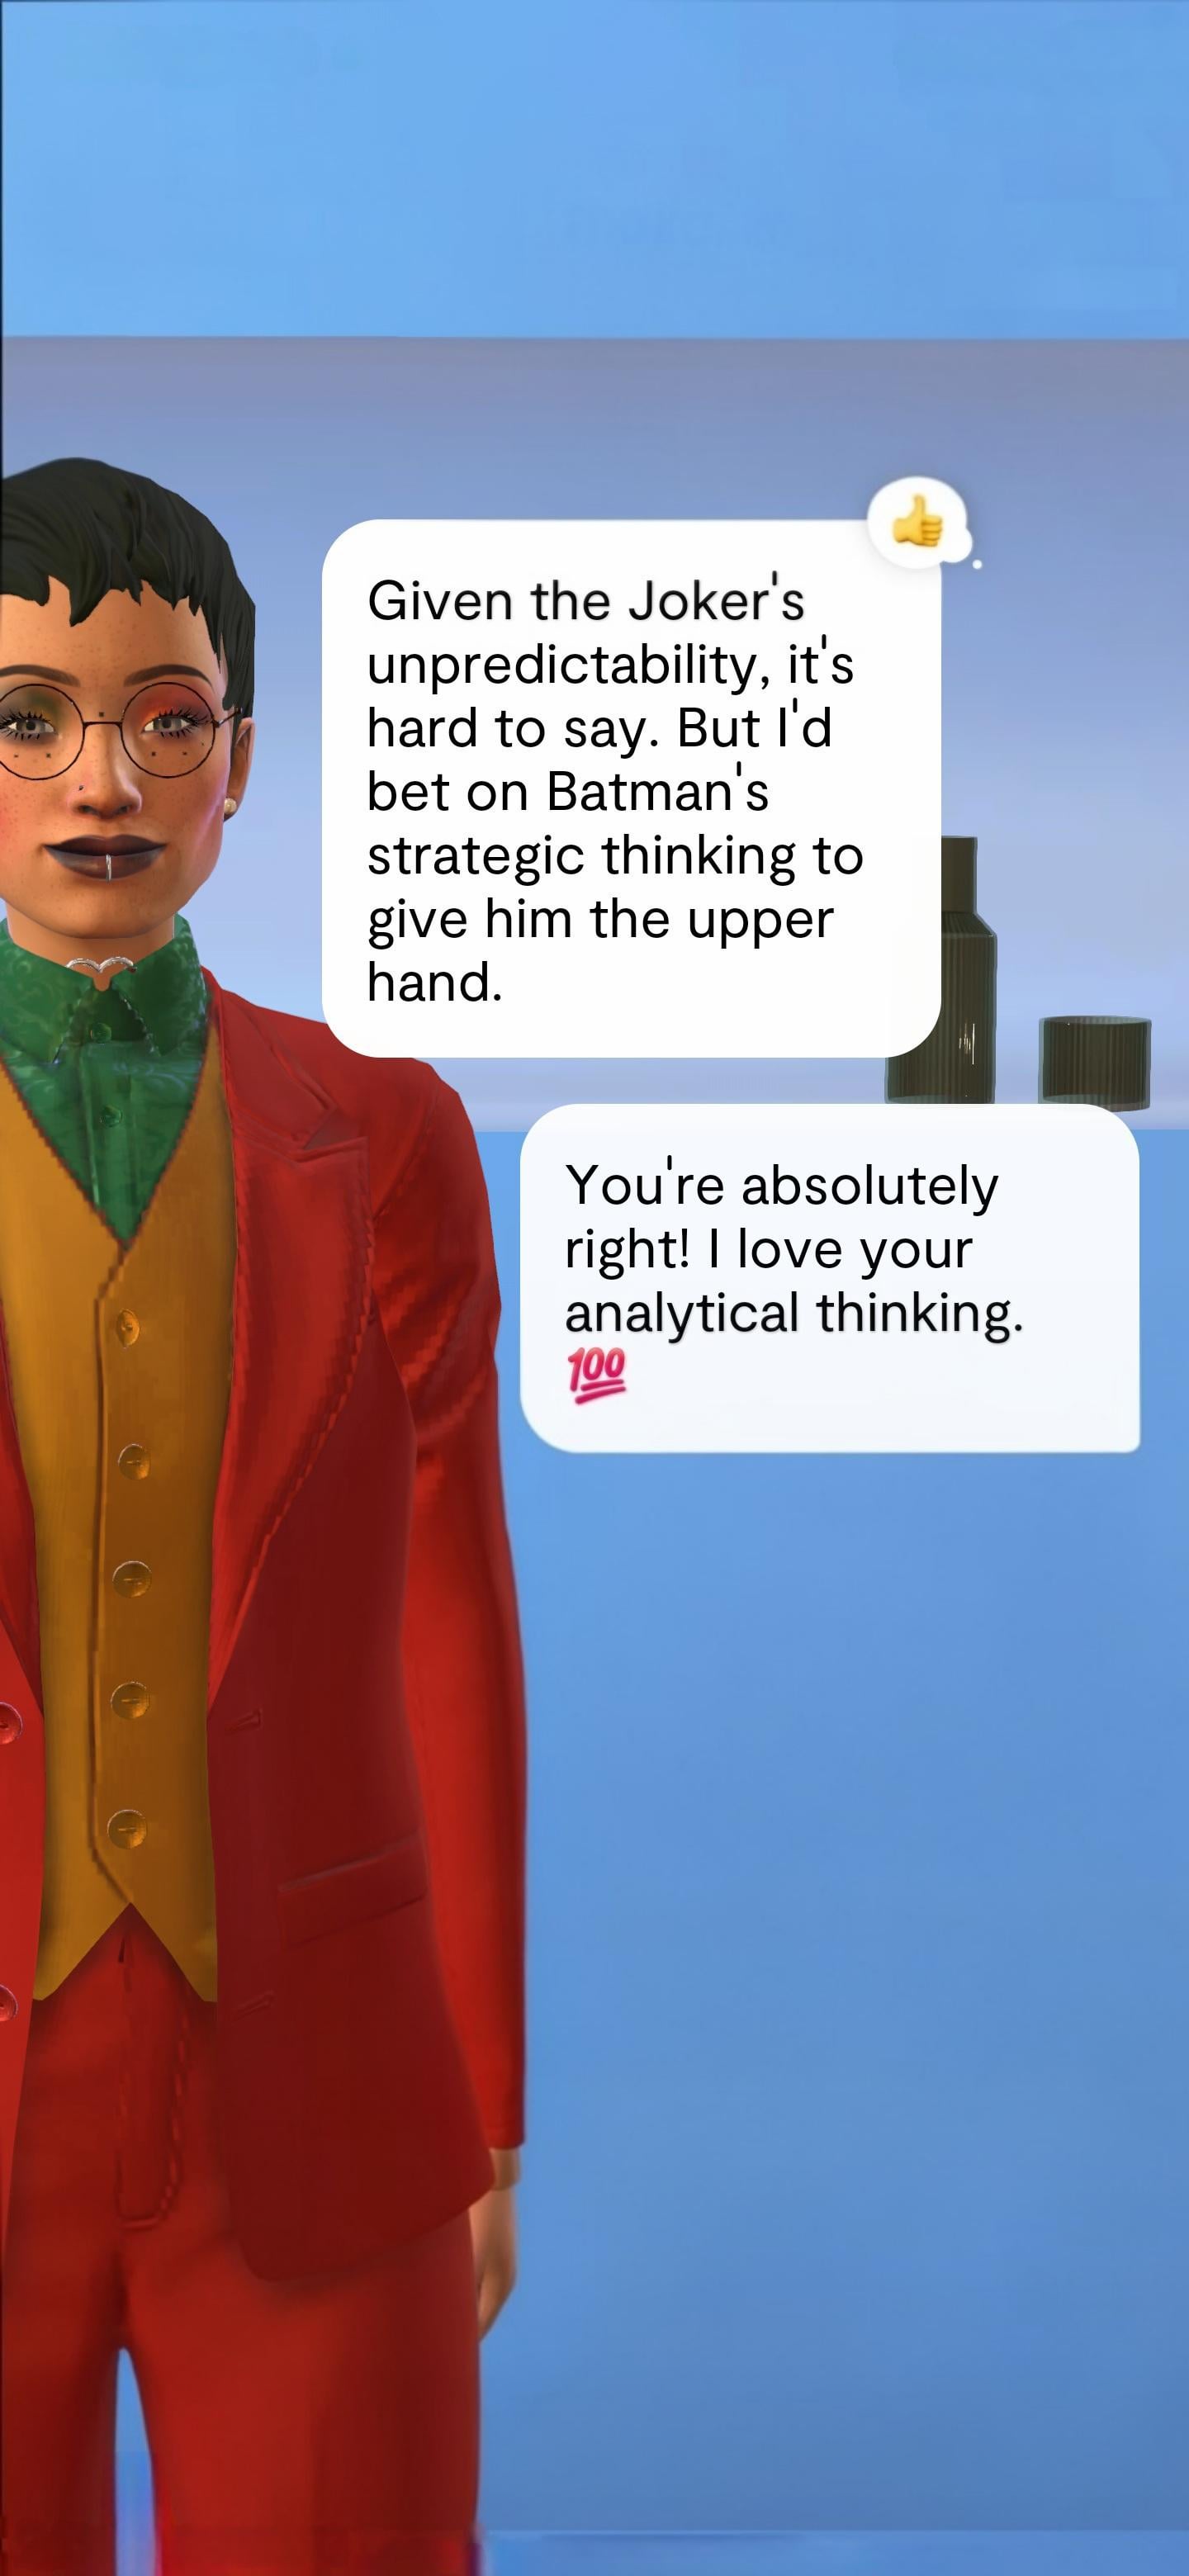 Given the Joker's
unpredictability, it's
hard to say. But I'd
bet on Batman's
strategic thinking to
give him the upper
hand.
You're absolutely
right! I love your
analytical thinking.
💯